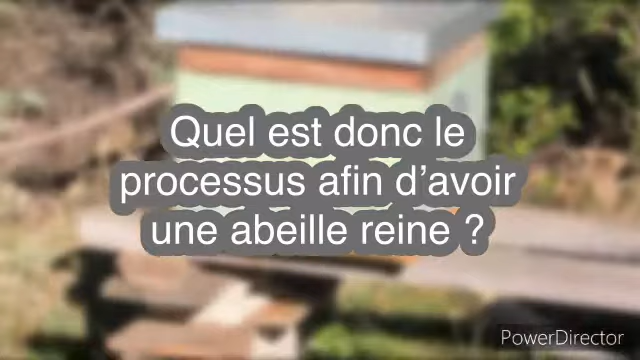 Quel est donc le
processus afin d’avoir
une abeille reine ?
PowerDirector